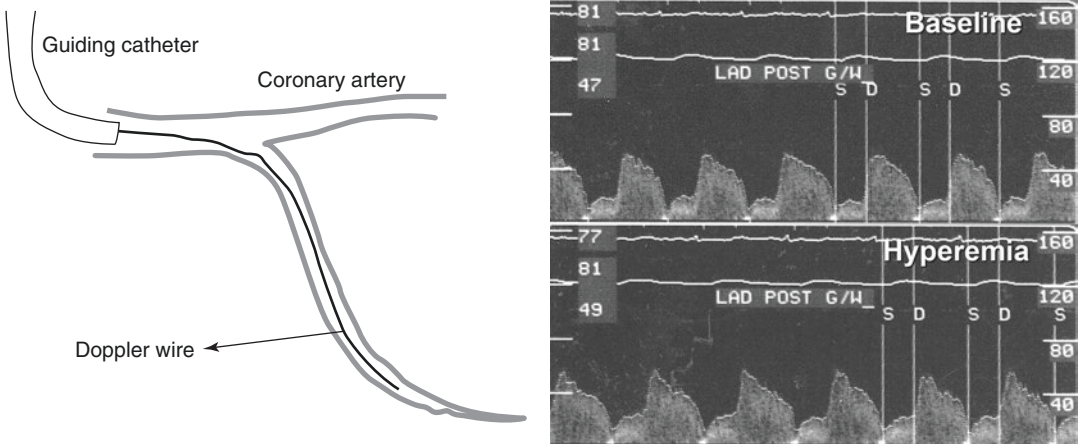 Guiding catheter
Coronary artery
Doppler wire
81
81
47
Baseline
160
LAD POST G/W_
120
S D S D S
80
40
77
81
49
Hyperemia
160
LAD POST G/W_
120
S D S D S
80
40